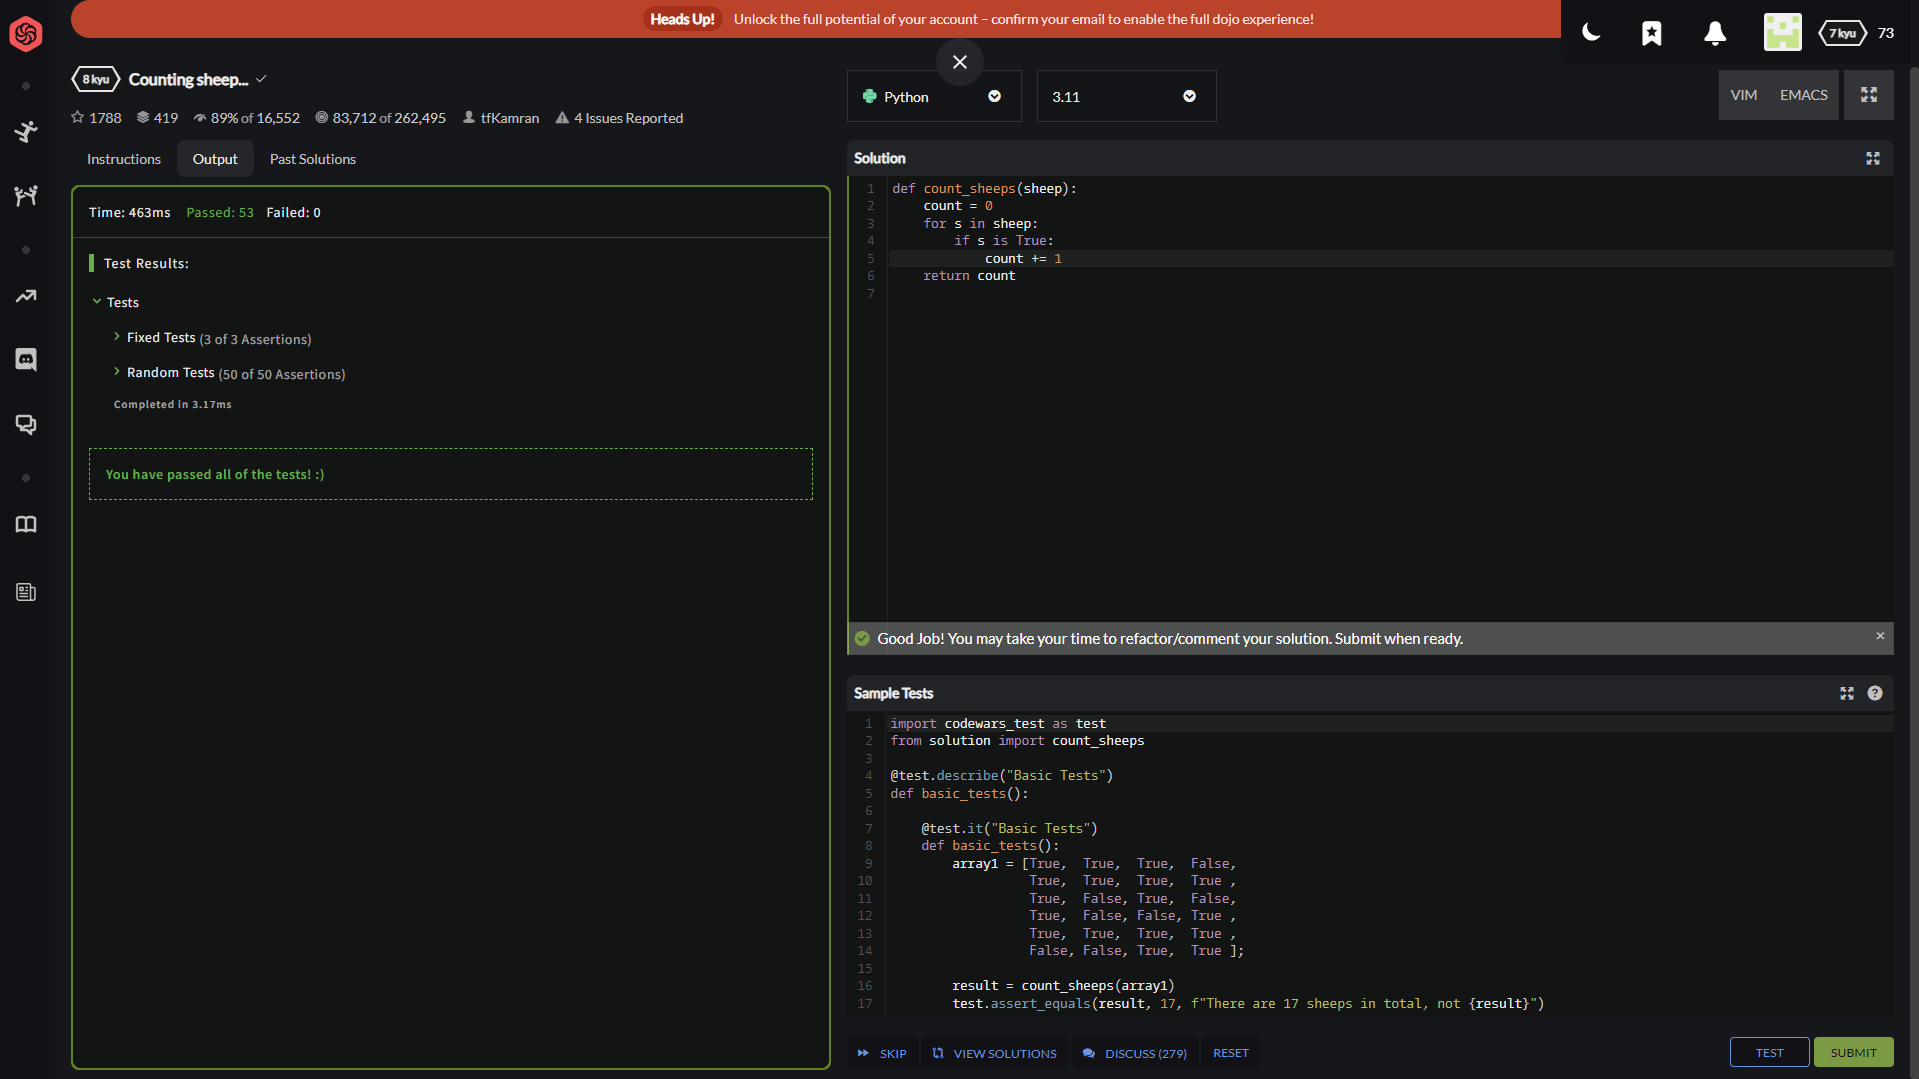 Heads Up! Unlock the full potential of your account – confirm your email to enable the full dojo experience!
7 kyu 73
8 kyu Counting sheep...
1788 419 89% of 16,552 83,712 of 262,495 tfKamran 4 Issues Reported
Instructions Output Past Solutions
Time: 463ms Passed: 53 Failed: 0
Test Results:
Tests
Fixed Tests (3 of 3 Assertions)
Random Tests (50 of 50 Assertions)
Completed in 3.17ms
You have passed all of the tests! :)
Python 3.11 VIM EMACS
Solution
1 def count_sheeps(sheep):
2     count = 0
3     for s in sheep:
4         if s is True:
5             count += 1
6     return count
7
Good Job! You may take your time to refactor/comment your solution. Submit when ready.
Sample Tests
1 import codewars_test as test
2 from solution import count_sheeps
3
4 @test.describe("Basic Tests")
5 def basic_tests():
6
7     @test.it("Basic Tests")
8     def basic_tests():
9         array1 = [True,  True,  True,  False,
10                   True,  True,  True,  True ,
11                   True,  False, True,  False,
12                   True,  False, False, True ,
13                   True,  True,  True,  True ,
14                   False, False, True,  True ];
15
16         result = count_sheeps(array1)
17         test.assert_equals(result, 17, f"There are 17 sheeps in total, not {result}")
SKIP VIEW SOLUTIONS DISCUSS (279) RESET TEST SUBMIT